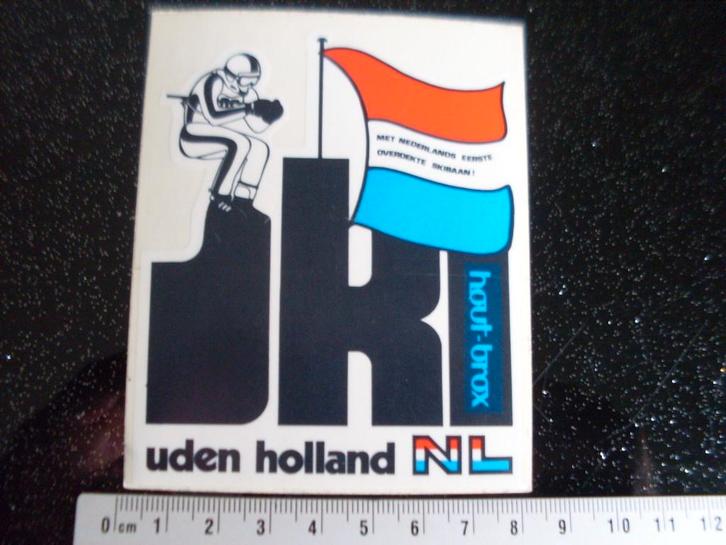 MET NEDERLANDS EERSTE
OVERDEKTE SKIBAAN!
ski
hout-brox
uden holland NL
0 cm 1 2 3 4 5 6 7 8 9 10 11 12